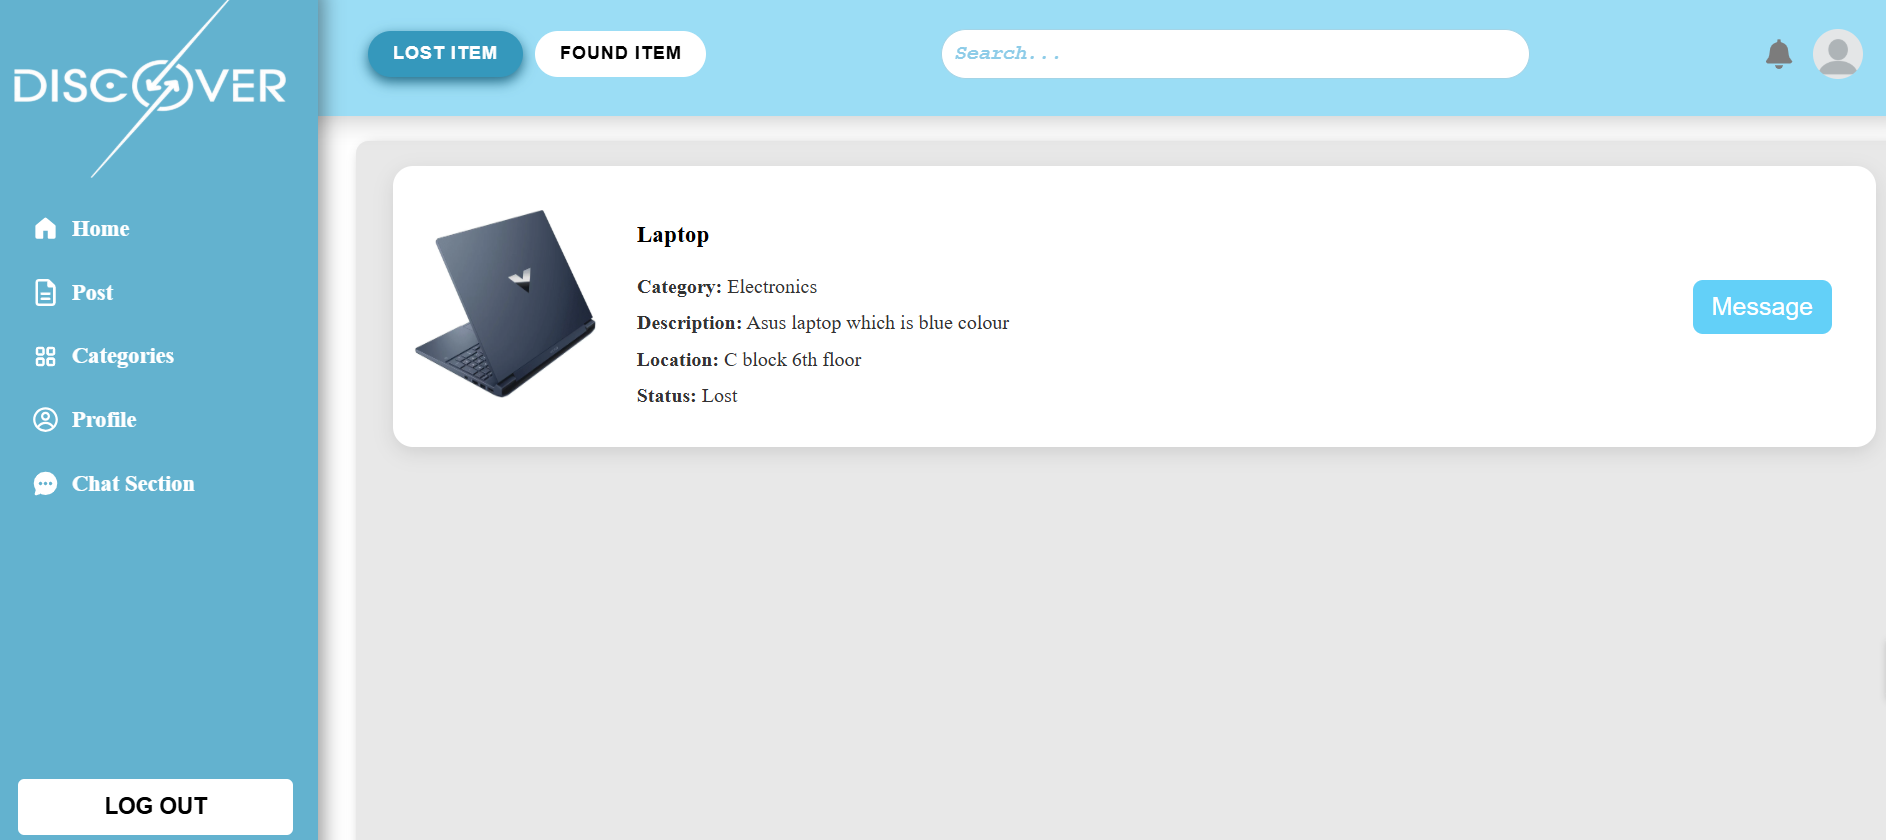 DISCOVER
LOST ITEM
FOUND ITEM
Search...
Home
Post
Categories
Profile
Chat Section
LOG OUT
Laptop
Category: Electronics
Description: Asus laptop which is blue colour
Location: C block 6th floor
Status: Lost
Message